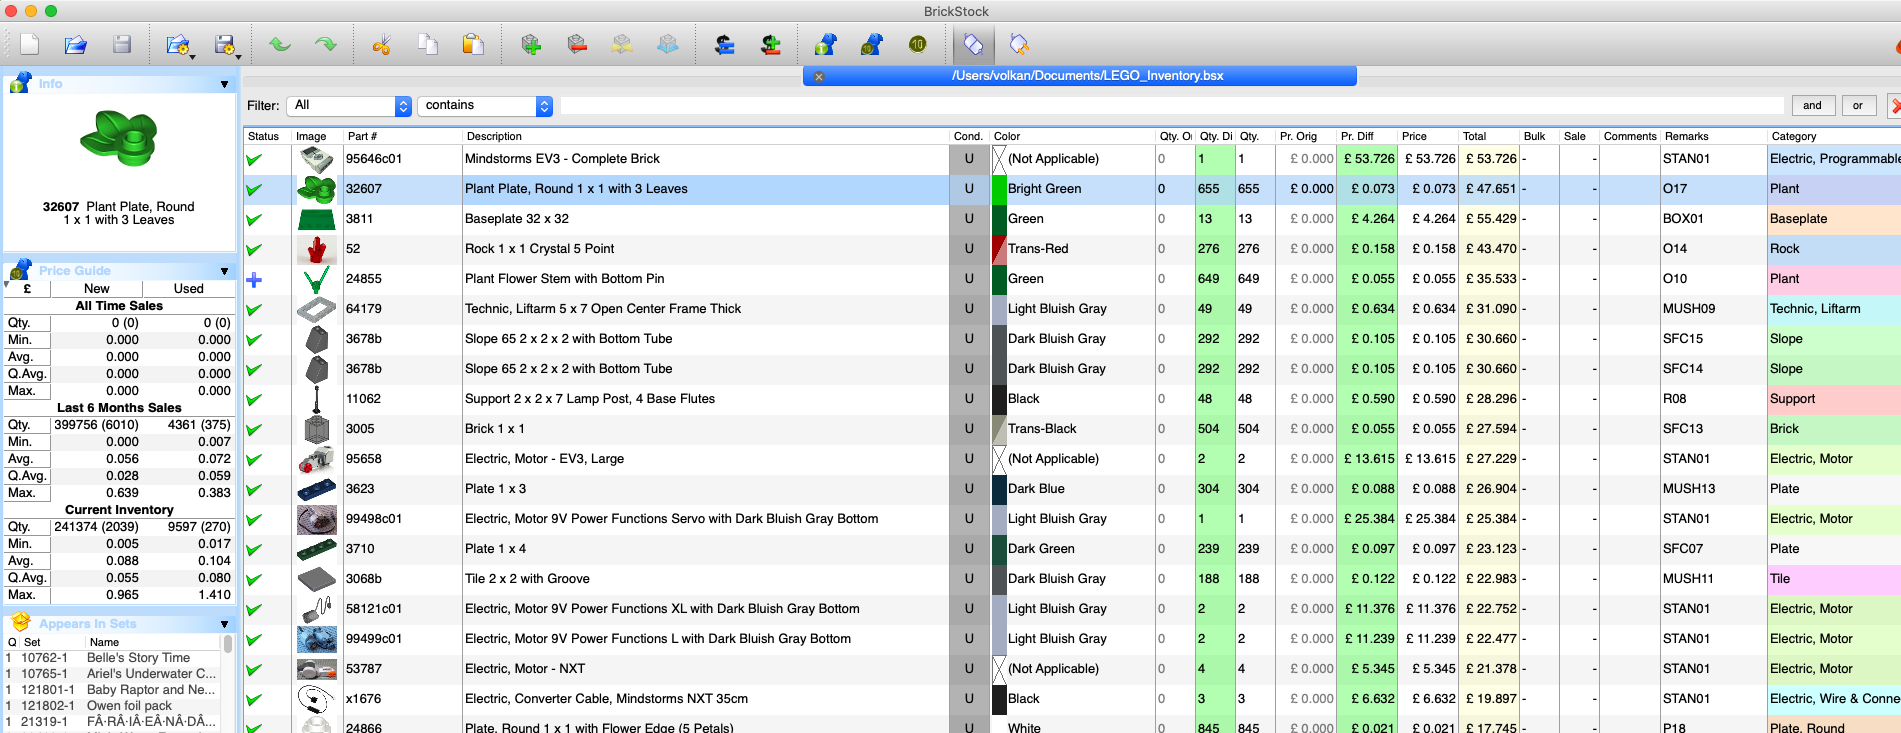 BrickStock
/Users/volkan/Documents/LEGO_Inventory.bsx
Info
32607 Plant Plate, Round
1 x 1 with 3 Leaves
Price Guide
£ New Used
All Time Sales
Qty. 0 (0) 0 (0)
Min. 0.000 0.000
Avg. 0.000 0.000
Q.Avg. 0.000 0.000
Max. 0.000 0.000
Last 6 Months Sales
Qty. 399756 (6010) 4361 (375)
Min. 0.000 0.007
Avg. 0.056 0.072
Q.Avg. 0.028 0.059
Max. 0.639 0.383
Current Inventory
Qty. 241374 (2039) 9597 (270)
Min. 0.005 0.017
Avg. 0.088 0.104
Q.Avg. 0.055 0.080
Max. 0.965 1.410
Appears In Sets
Q Set Name
1 10762-1 Belle's Story Time
1 10765-1 Ariel's Underwater C...
1 121801-1 Baby Raptor and Ne...
1 121802-1 Owen foil pack
1 21319-1 FÂ·RÂ·IÂ·EÂ·NÂ·DÂ...
Filter: All contains and or
Status Image Part # Description Cond. Color Qty. O Qty. Di Qty. Pr. Orig Pr. Diff Price Total Bulk Sale Comments Remarks Category
95646c01 Mindstorms EV3 - Complete Brick U (Not Applicable) 0 1 1 £ 0.000 £ 53.726 £ 53.726 £ 53.726 - - STAN01 Electric, Programmable
32607 Plant Plate, Round 1 x 1 with 3 Leaves U Bright Green 0 655 655 £ 0.000 £ 0.073 £ 0.073 £ 47.651 - - O17 Plant
3811 Baseplate 32 x 32 U Green 0 13 13 £ 0.000 £ 4.264 £ 4.264 £ 55.429 - - BOX01 Baseplate
52 Rock 1 x 1 Crystal 5 Point U Trans-Red 0 276 276 £ 0.000 £ 0.158 £ 0.158 £ 43.470 - - O14 Rock
24855 Plant Flower Stem with Bottom Pin U Green 0 649 649 £ 0.000 £ 0.055 £ 0.055 £ 35.533 - - O10 Plant
64179 Technic, Liftarm 5 x 7 Open Center Frame Thick U Light Bluish Gray 0 49 49 £ 0.000 £ 0.634 £ 0.634 £ 31.090 - - MUSH09 Technic, Liftarm
3678b Slope 65 2 x 2 x 2 with Bottom Tube U Dark Bluish Gray 0 292 292 £ 0.000 £ 0.105 £ 0.105 £ 30.660 - - SFC15 Slope
3678b Slope 65 2 x 2 x 2 with Bottom Tube U Dark Bluish Gray 0 292 292 £ 0.000 £ 0.105 £ 0.105 £ 30.660 - - SFC14 Slope
11062 Support 2 x 2 x 7 Lamp Post, 4 Base Flutes U Black 0 48 48 £ 0.000 £ 0.590 £ 0.590 £ 28.296 - - R08 Support
3005 Brick 1 x 1 U Trans-Black 0 504 504 £ 0.000 £ 0.055 £ 0.055 £ 27.594 - - SFC13 Brick
95658 Electric, Motor - EV3, Large U (Not Applicable) 0 2 2 £ 0.000 £ 13.615 £ 13.615 £ 27.229 - - STAN01 Electric, Motor
3623 Plate 1 x 3 U Dark Blue 0 304 304 £ 0.000 £ 0.088 £ 0.088 £ 26.904 - - MUSH13 Plate
99498c01 Electric, Motor 9V Power Functions Servo with Dark Bluish Gray Bottom U Light Bluish Gray 0 1 1 £ 0.000 £ 25.384 £ 25.384 £ 25.384 - - STAN01 Electric, Motor
3710 Plate 1 x 4 U Dark Green 0 239 239 £ 0.000 £ 0.097 £ 0.097 £ 23.123 - - SFC07 Plate
3068b Tile 2 x 2 with Groove U Dark Bluish Gray 0 188 188 £ 0.000 £ 0.122 £ 0.122 £ 22.983 - - MUSH11 Tile
58121c01 Electric, Motor 9V Power Functions XL with Dark Bluish Gray Bottom U Light Bluish Gray 0 2 2 £ 0.000 £ 11.376 £ 11.376 £ 22.752 - - STAN01 Electric, Motor
99499c01 Electric, Motor 9V Power Functions L with Dark Bluish Gray Bottom U Light Bluish Gray 0 2 2 £ 0.000 £ 11.239 £ 11.239 £ 22.477 - - STAN01 Electric, Motor
53787 Electric, Motor - NXT U (Not Applicable) 0 4 4 £ 0.000 £ 5.345 £ 5.345 £ 21.378 - - STAN01 Electric, Motor
x1676 Electric, Converter Cable, Mindstorms NXT 35cm U Black 0 3 3 £ 0.000 £ 6.632 £ 6.632 £ 19.897 - - STAN01 Electric, Wire & Conne
24866 Plate, Round 1 x 1 with Flower Edge (5 Petals) U White 0 845 845 £ 0.000 £ 0.021 £ 0.021 £ 17.745 - - P18 Plate, Round